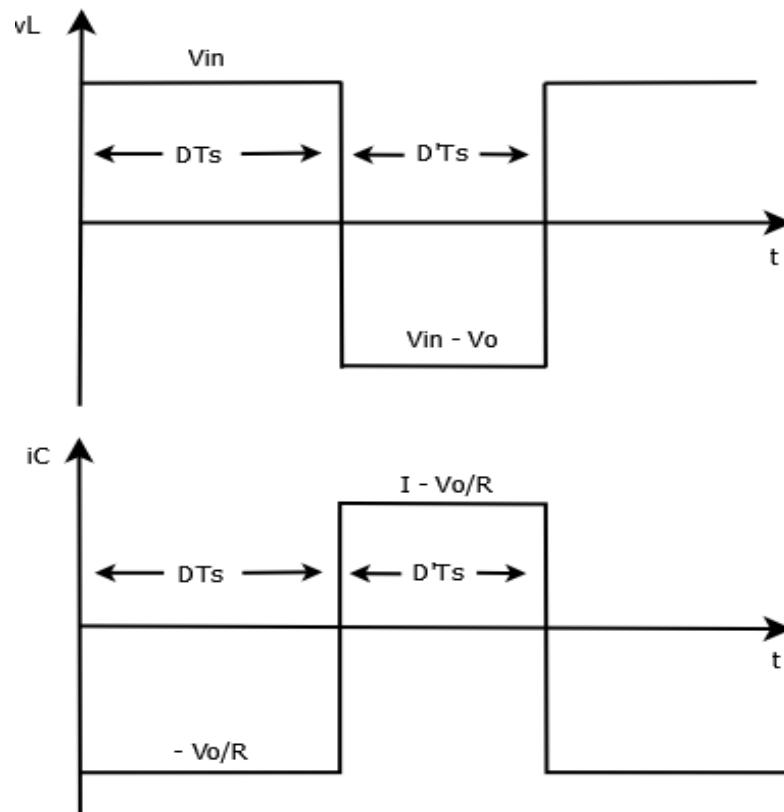 vL
Vin
DTs
D'Ts
t
Vin - Vo
iC
I - Vo/R
DTs
D'Ts
t
- Vo/R